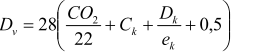 D_v = 28(CO_2/22 + C_k + D_k/e_k + 0,5)